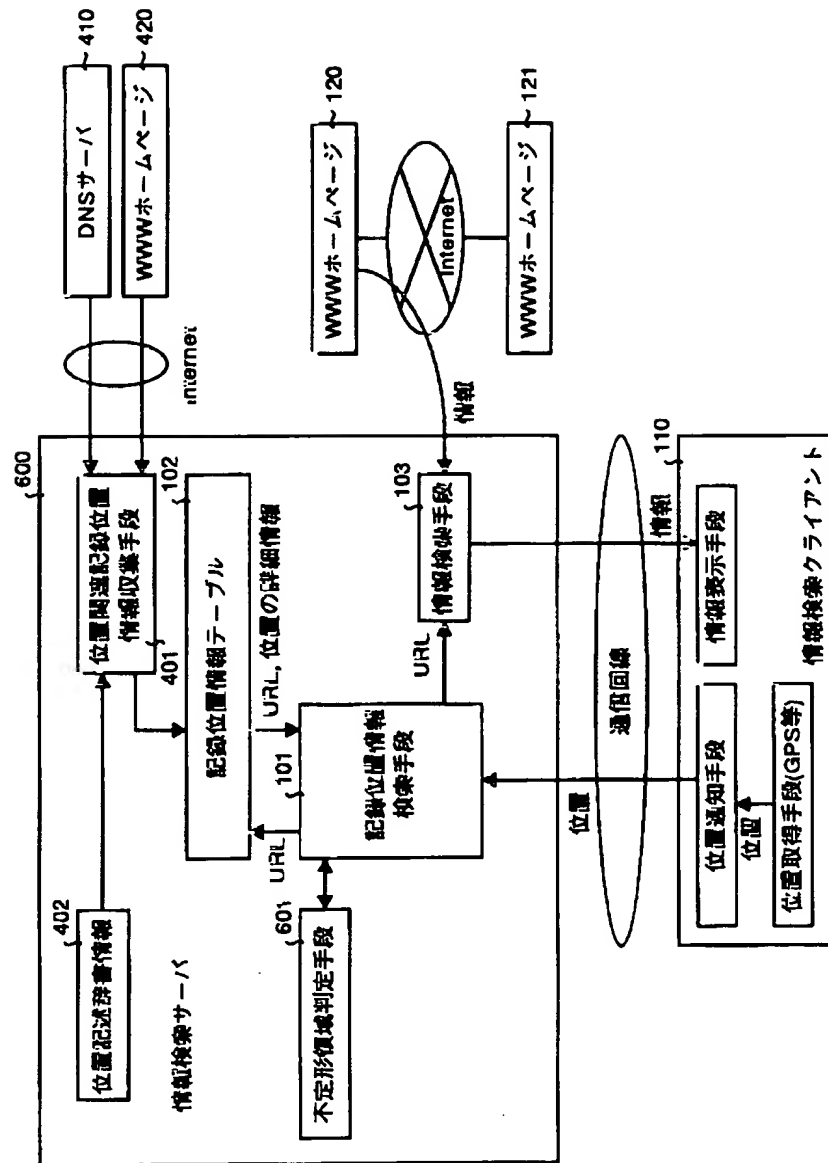 410
DNSサーバ
420
WWWホームページ
Internet
120
WWWホームページ
Internet
121
WWWホームページ
情報
600
402
位置記述辞書情報
情報検索サーバ
位置関連記録位置
情報収集手段
401
102
記録位置情報テーブル
URL, 位置の詳細情報
URL
101
記録位置情報
検索手段
601
不定形領域判定手段
URL
103
情報検索手段
位置
通信回線
情報
110
位置通知手段
位置
位置取得手段(GPS等)
情報表示手段
情報検索クライアント